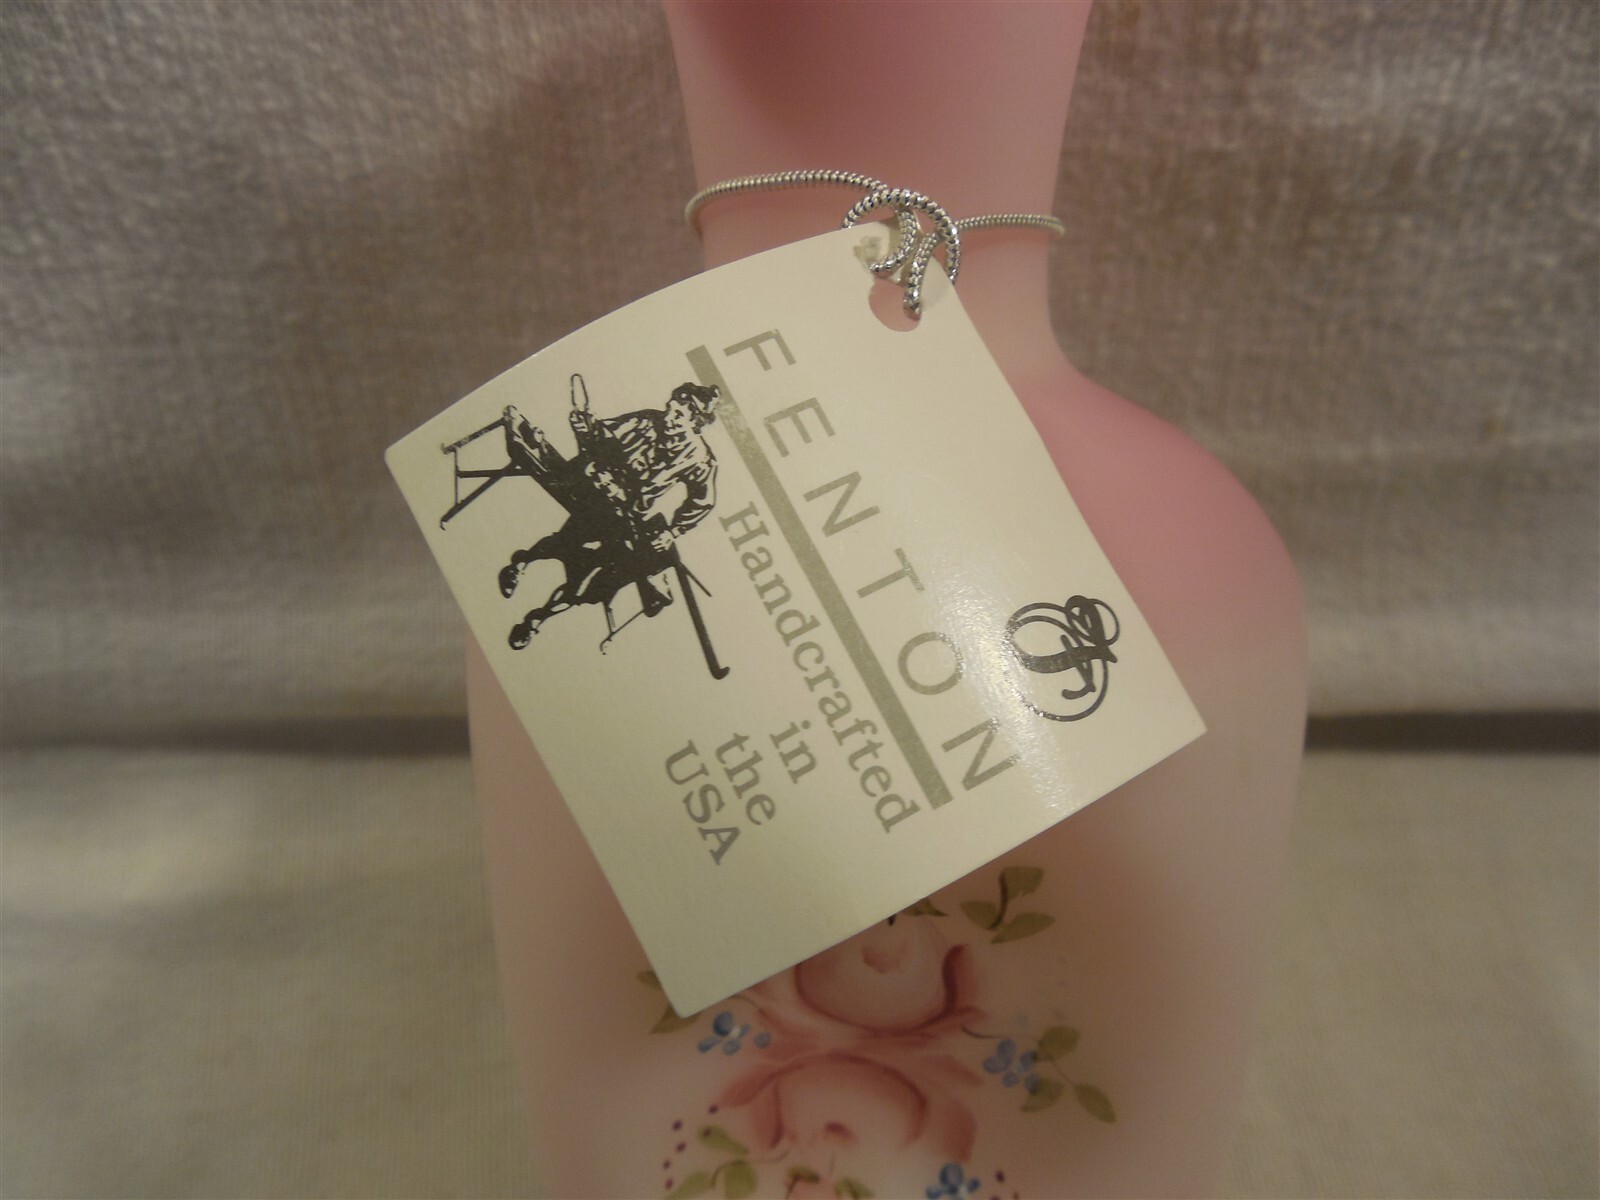 FENTON
Handcrafted
in
the
USA